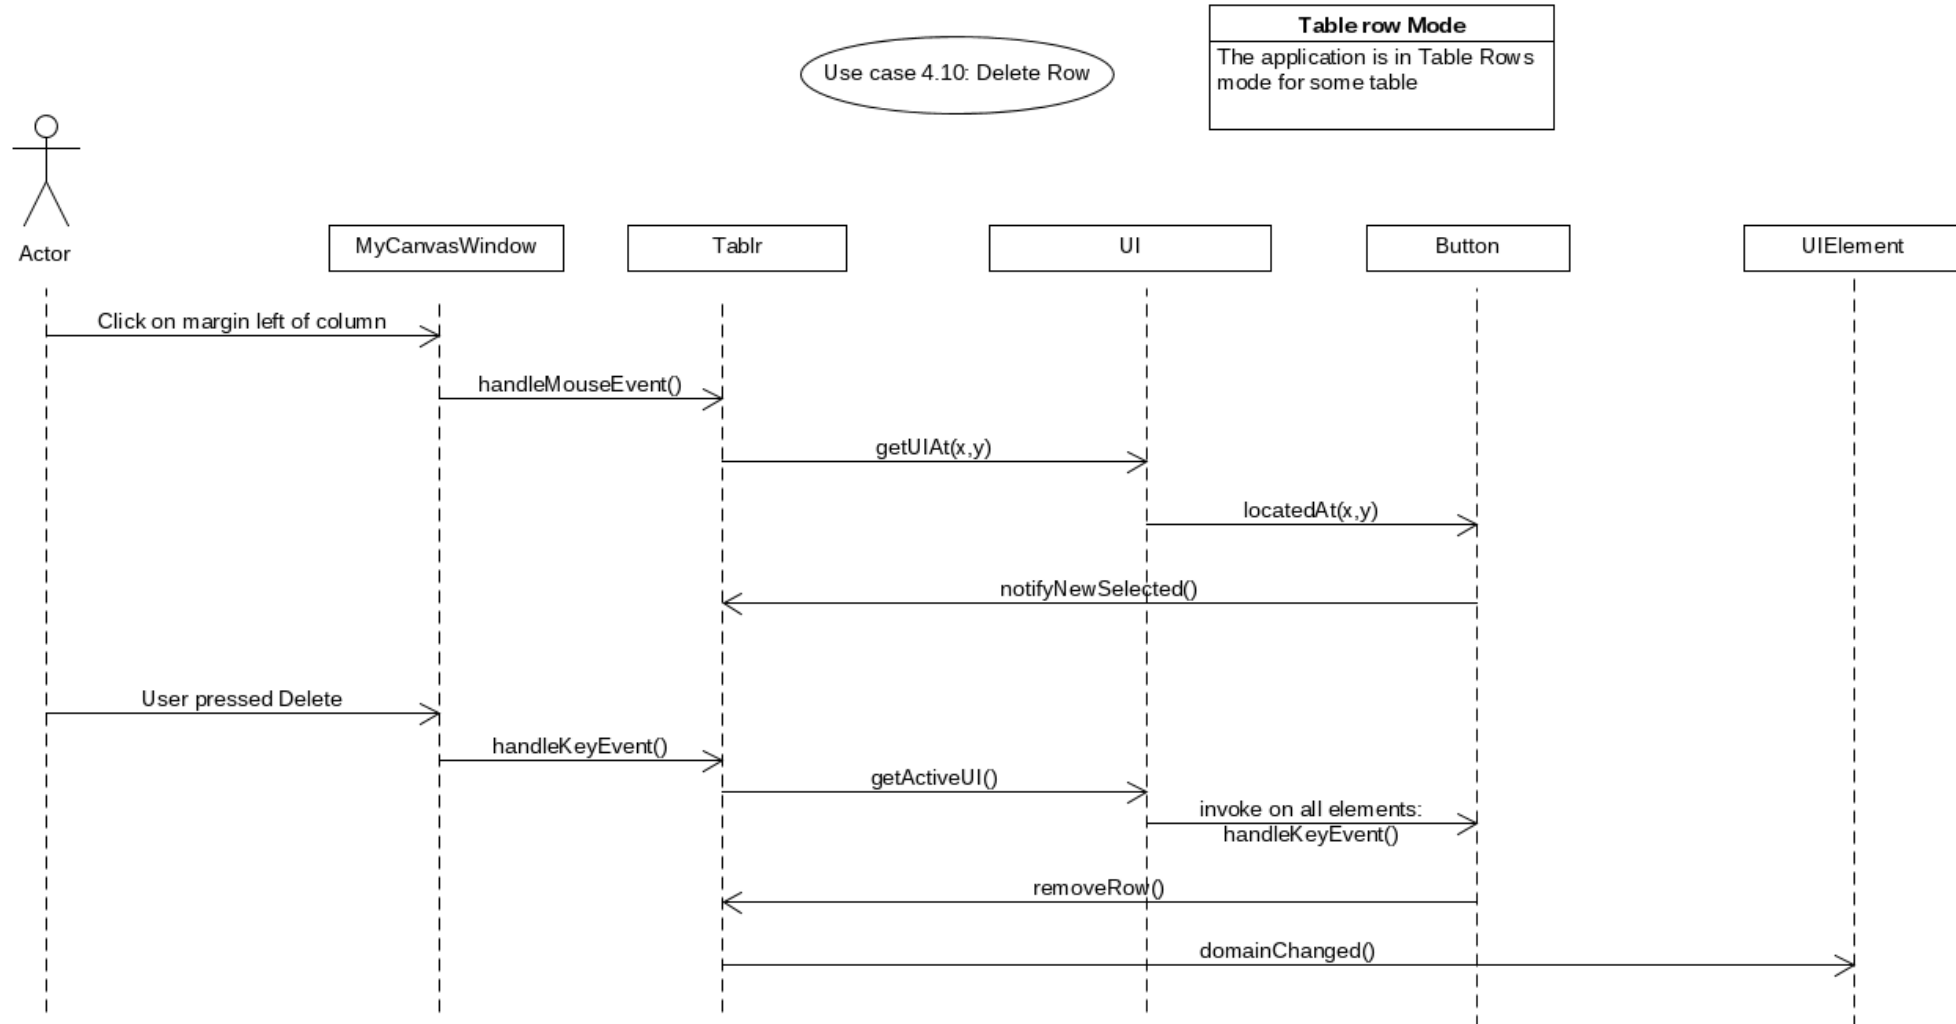 Table row Mode
Use case 4.10: Delete Row
The application is in Table Rows
mode for some table
Actor
MyCanvasWindow
Tablr
UI
Button
UIElement
Click on margin left of column
handleMouseEvent()
getUIAt(x,y)
locatedAt(x,y)
notifyNewSelected()
User pressed Delete
handleKeyEvent()
getActiveUI()
invoke on all elements:
handleKeyEvent()
removeRow()
domainChanged()